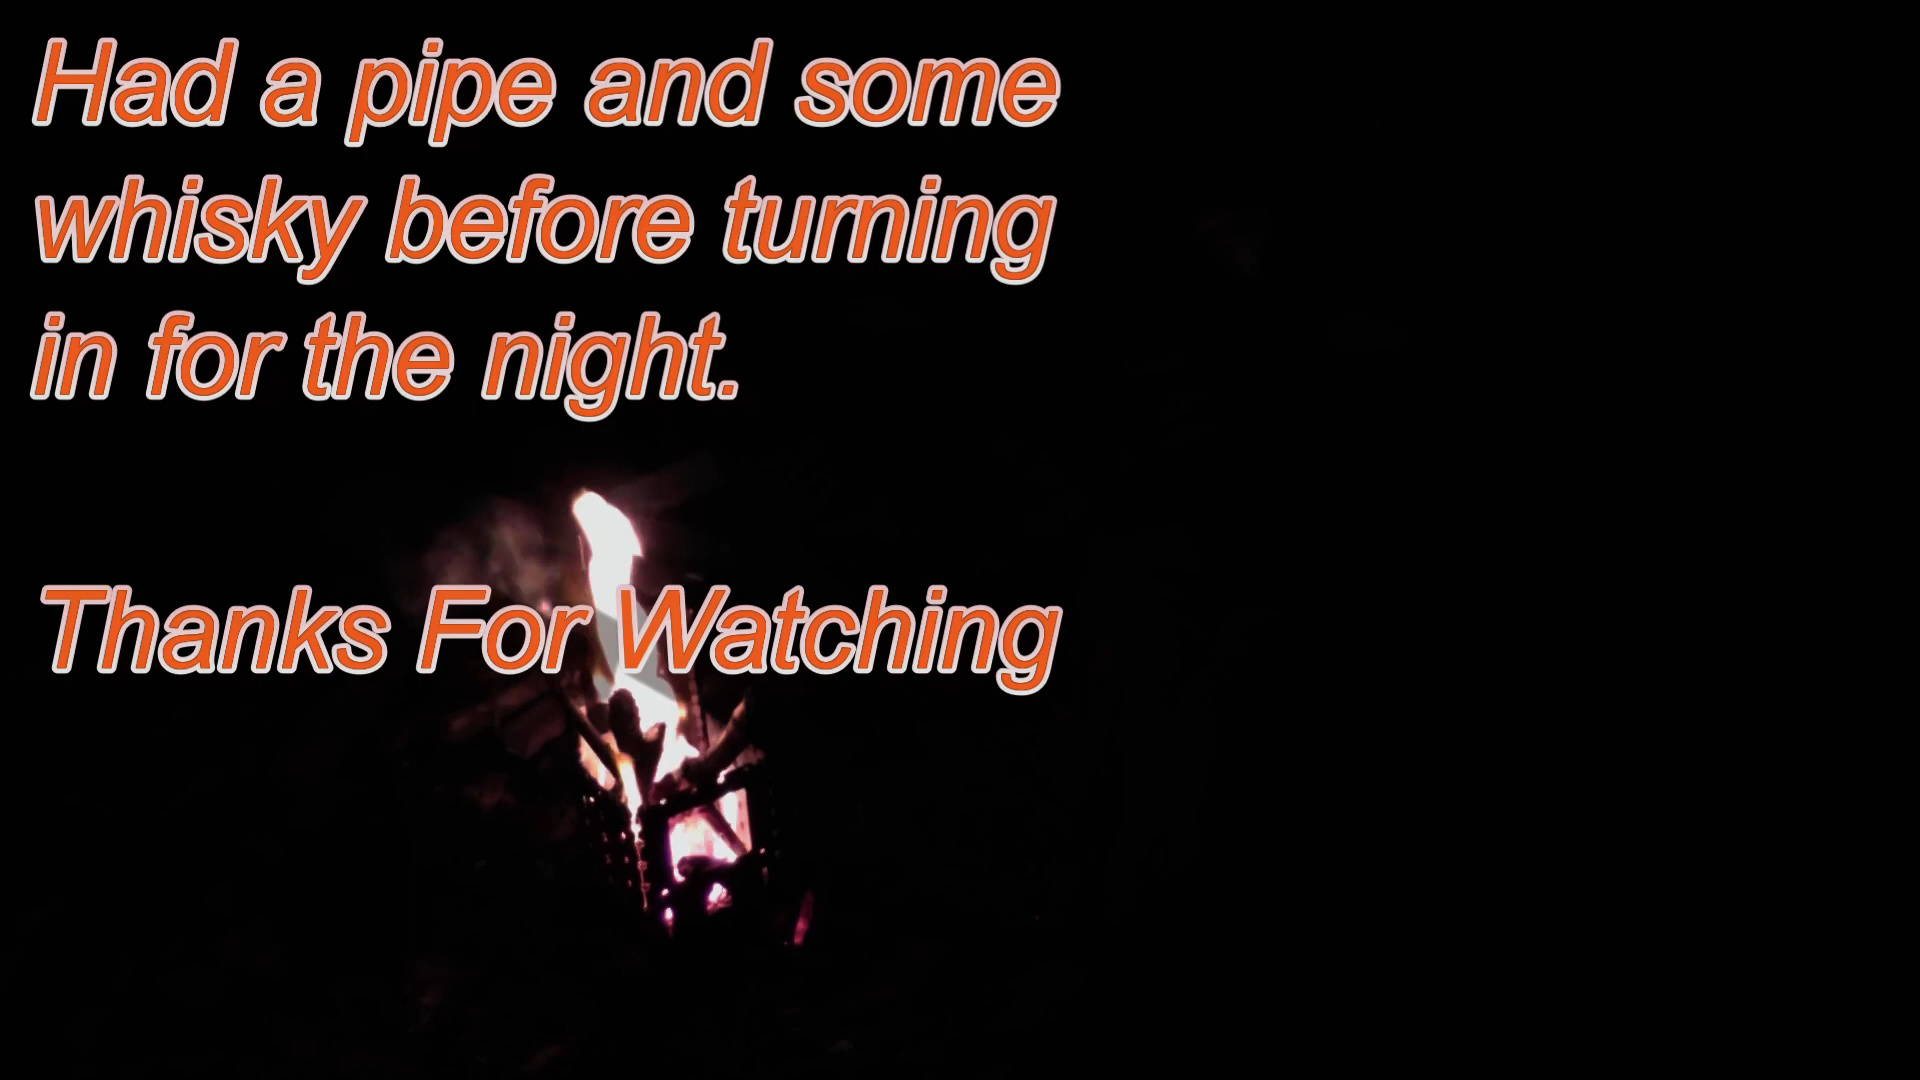 Had a pipe and some
whisky before turning
in for the night.
Thanks For Watching